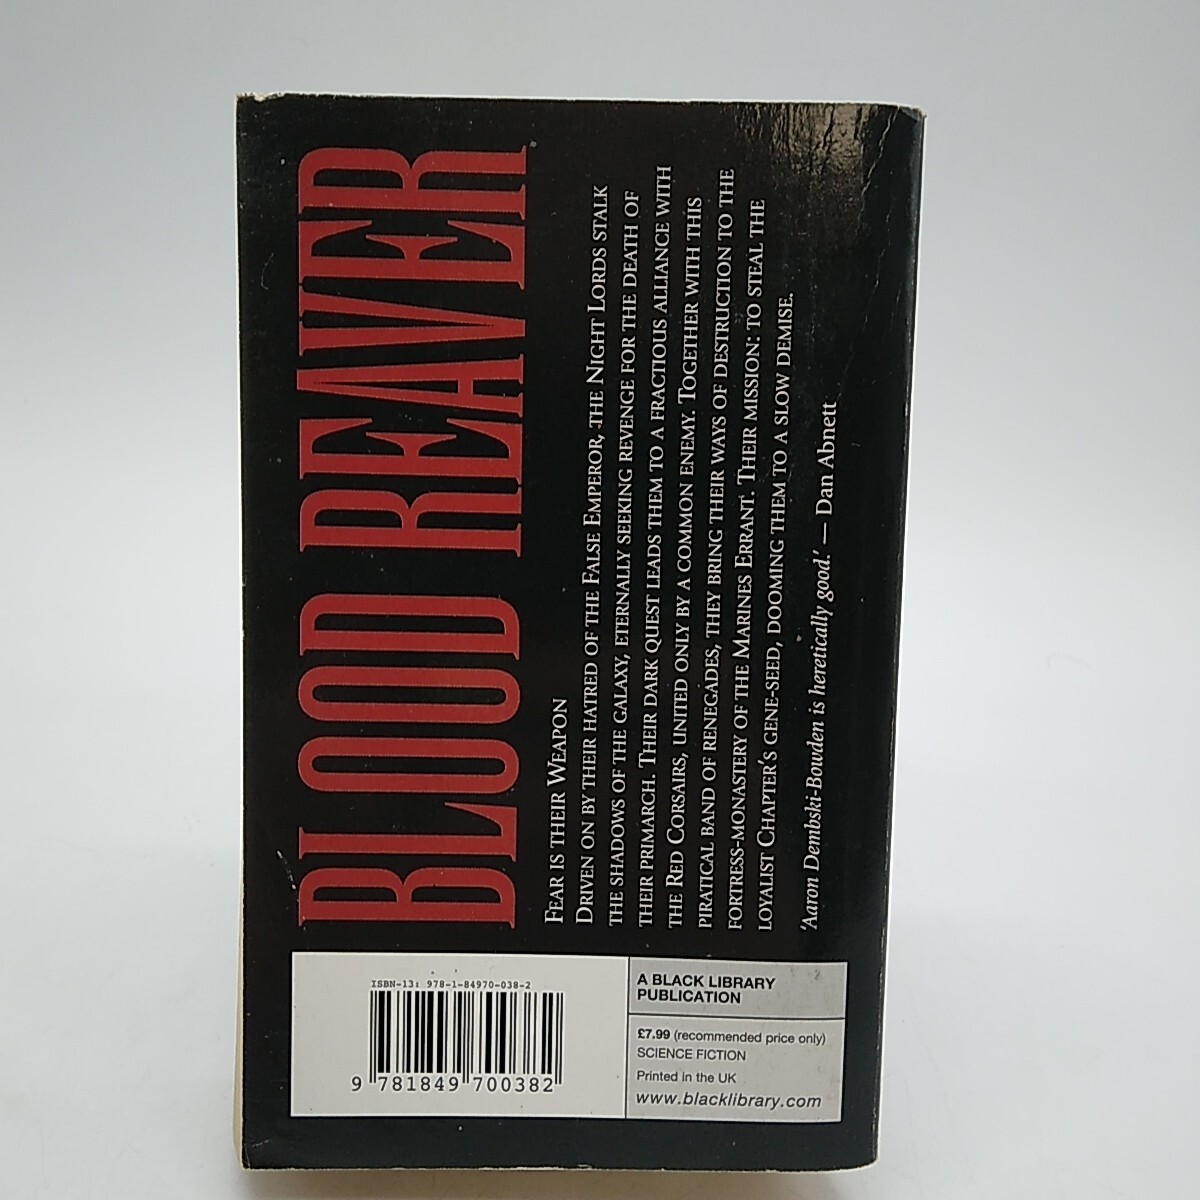 BLOOD REAVER
FEAR IS THEIR WEAPON
DRIVEN ON BY THEIR HATRED OF THE FALSE EMPEROR, THE NIGHT LORDS STALK
THE SHADOWS OF THE GALAXY, ETERNALLY SEEKING REVENGE FOR THE DEATH OF
THEIR PRIMARCH. THEIR DARK QUEST LEADS THEM TO A FRACTIOUS ALLIANCE WITH
THE RED CORSAIRS, UNITED ONLY BY A COMMON ENEMY. TOGETHER WITH THIS
PIRATICAL BAND OF RENEGADES, THEY BRING THEIR WAYS OF DESTRUCTION TO THE
FORTRESS-MONASTERY OF THE MARINES ERRANT. THEIR MISSION: TO STEAL THE
LOYALIST CHAPTER'S GENE-SEED, DOOMING THEM TO A SLOW DEMISE.
'Aaron Dembski-Bowden is heretically good.' — Dan Abnett
ISBN-13: 978-1-84970-038-2
9 781849 700382
A BLACK LIBRARY
PUBLICATION
£7.99 (recommended price only)
SCIENCE FICTION
Printed in the UK
www.blacklibrary.com